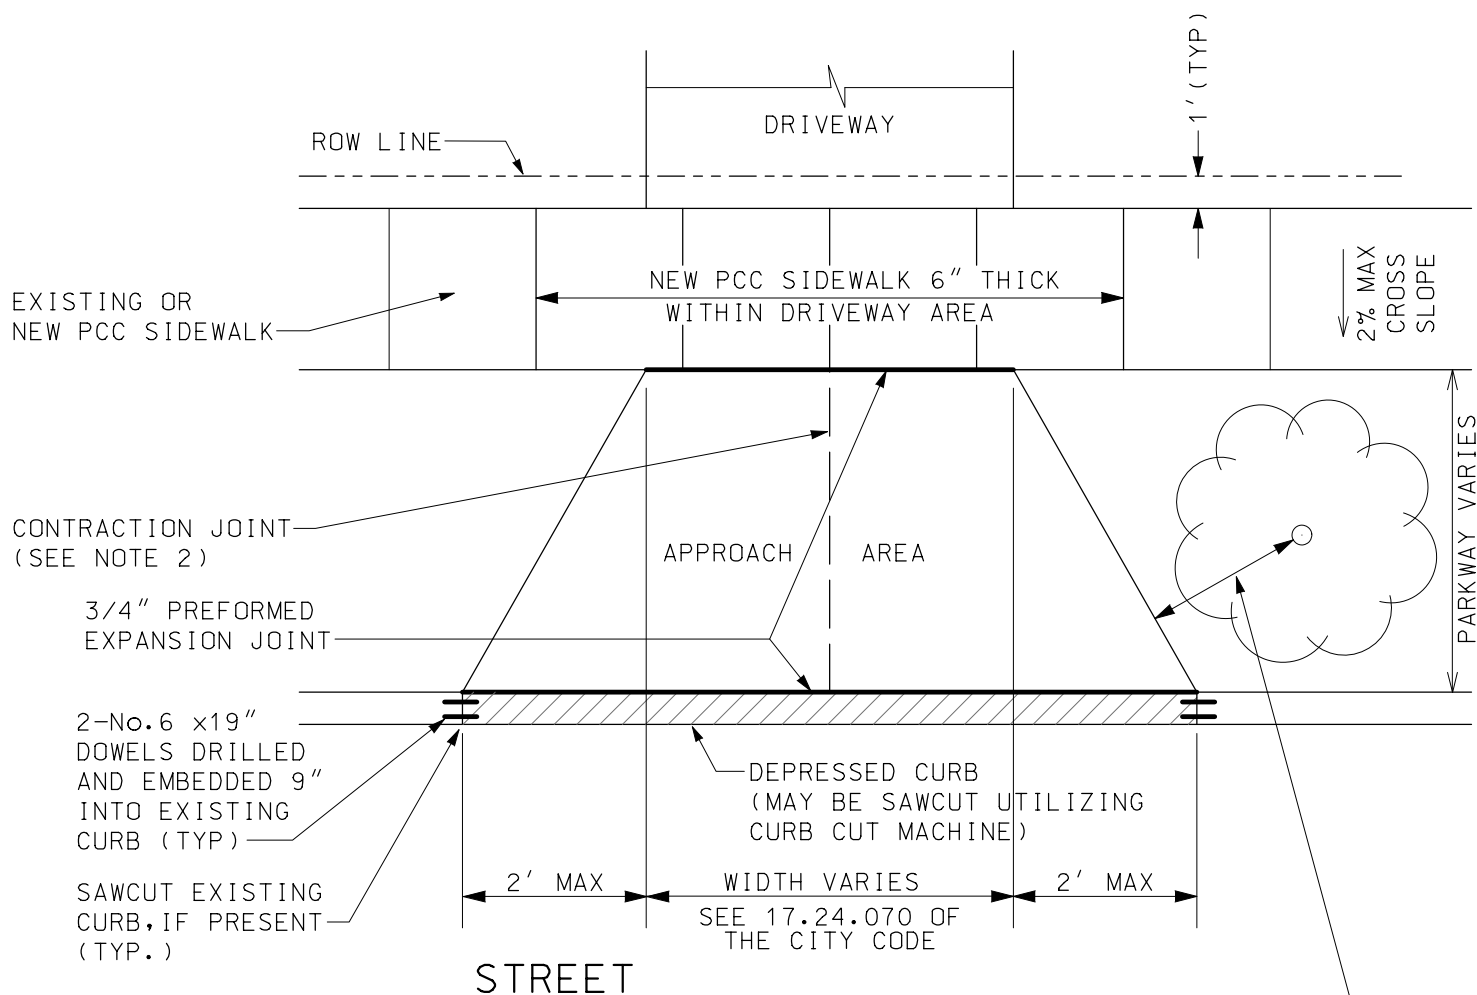 1' (TYP)
DRIVEWAY
ROW LINE
NEW PCC SIDEWALK 6" THICK
WITHIN DRIVEWAY AREA
2% MAX
CROSS
SLOPE
EXISTING OR
NEW PCC SIDEWALK
PARKWAY VARIES
CONTRACTION JOINT
(SEE NOTE 2)
APPROACH AREA
3/4" PREFORMED
EXPANSION JOINT
2-No.6 x19"
DOWELS DRILLED
AND EMBEDDED 9"
INTO EXISTING
CURB (TYP)
DEPRESSED CURB
(MAY BE SAWCUT UTILIZING
CURB CUT MACHINE)
SAWCUT EXISTING
CURB, IF PRESENT
(TYP.)
2' MAX
WIDTH VARIES
2' MAX
SEE 17.24.070 OF
THE CITY CODE
STREET